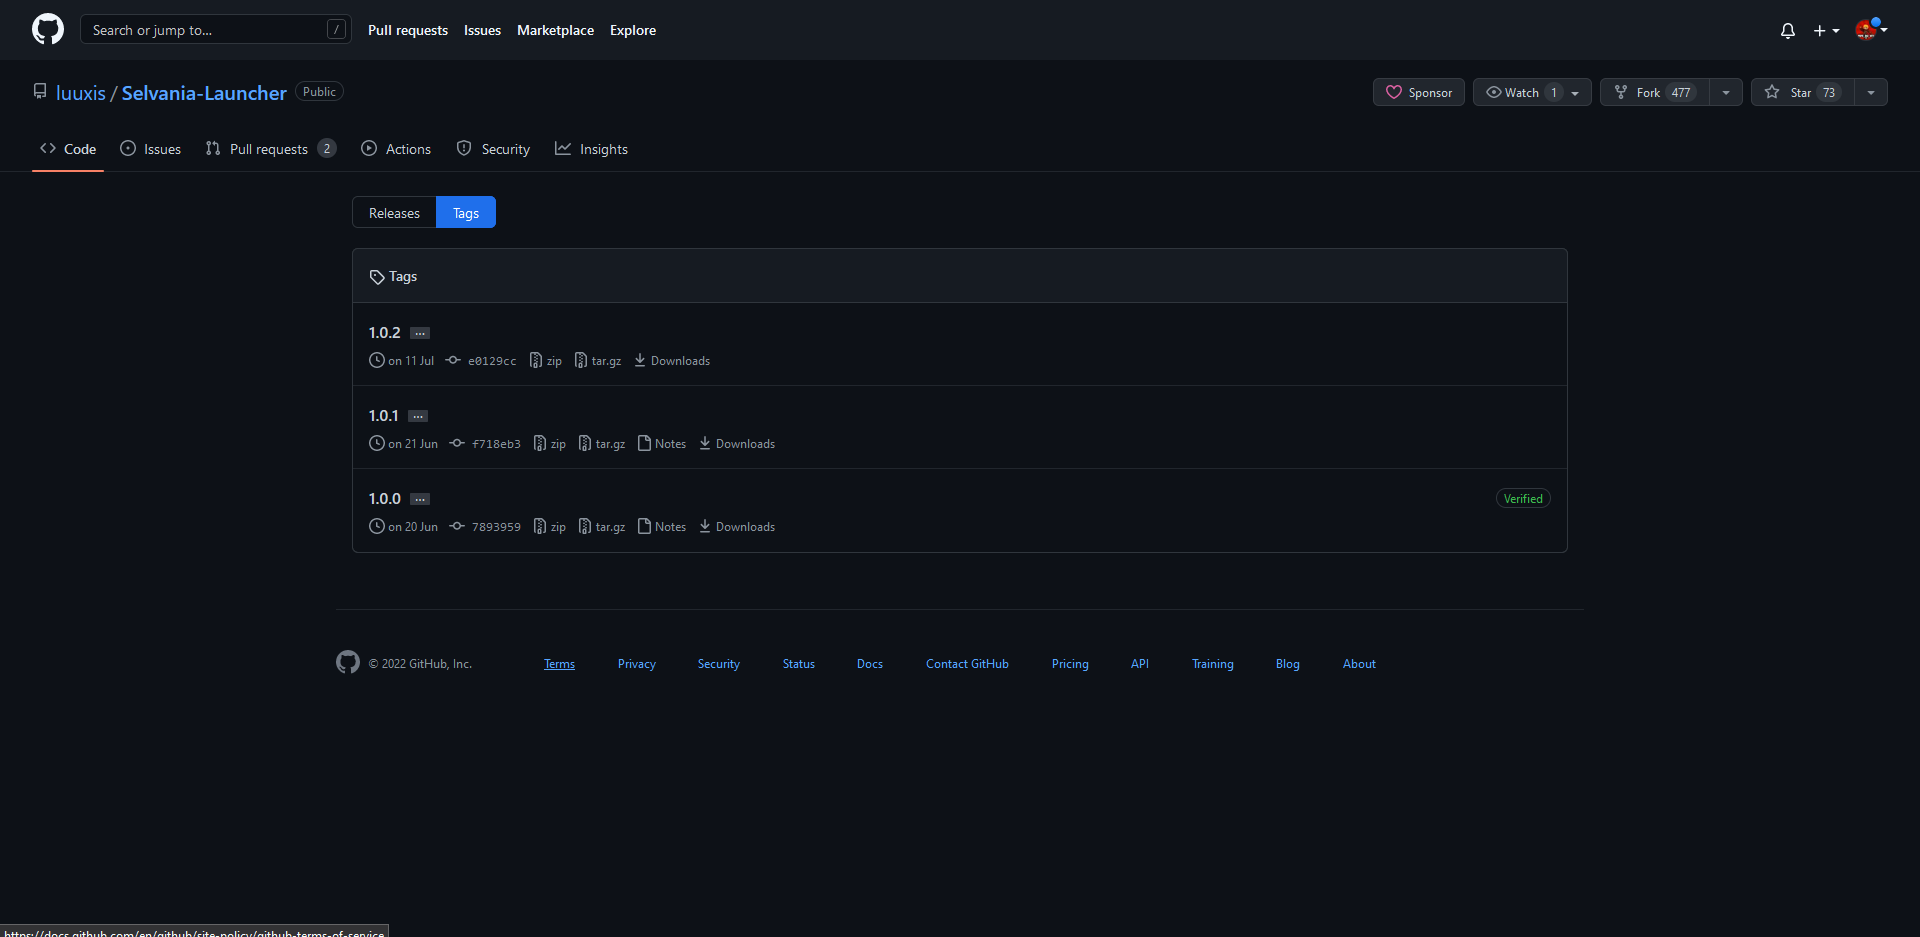 Search or jump to... /
Pull requests Issues Marketplace Explore
luuxis / Selvania-Launcher Public
Sponsor Watch 1 Fork 477 Star 73
Code Issues Pull requests 2 Actions Security Insights
Releases Tags
Tags
1.0.2 ...
on 11 Jul e0129cc zip tar.gz Downloads
1.0.1 ...
on 21 Jun f718eb3 zip tar.gz Notes Downloads
1.0.0 ... Verified
on 20 Jun 7893959 zip tar.gz Notes Downloads
© 2022 GitHub, Inc. Terms Privacy Security Status Docs Contact GitHub Pricing API Training Blog About
https://docs.github.com/en/github/site-policy/github-terms-of-service